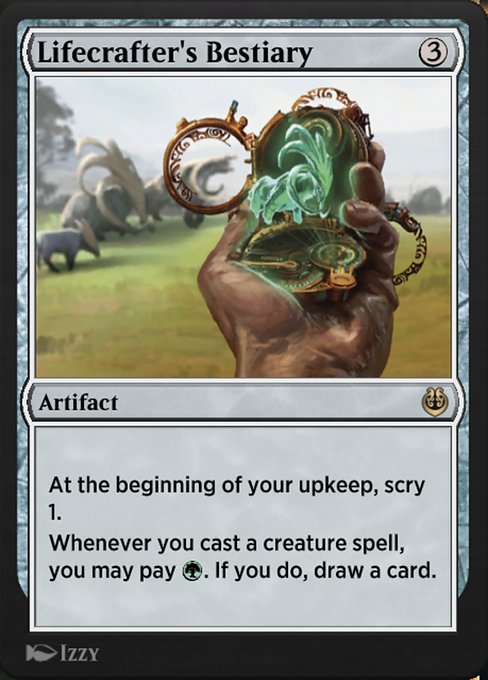 Lifecrafter's Bestiary 3
Artifact
At the beginning of your upkeep, scry
1.
Whenever you cast a creature spell,
you may pay . If you do, draw a card.
Izzy